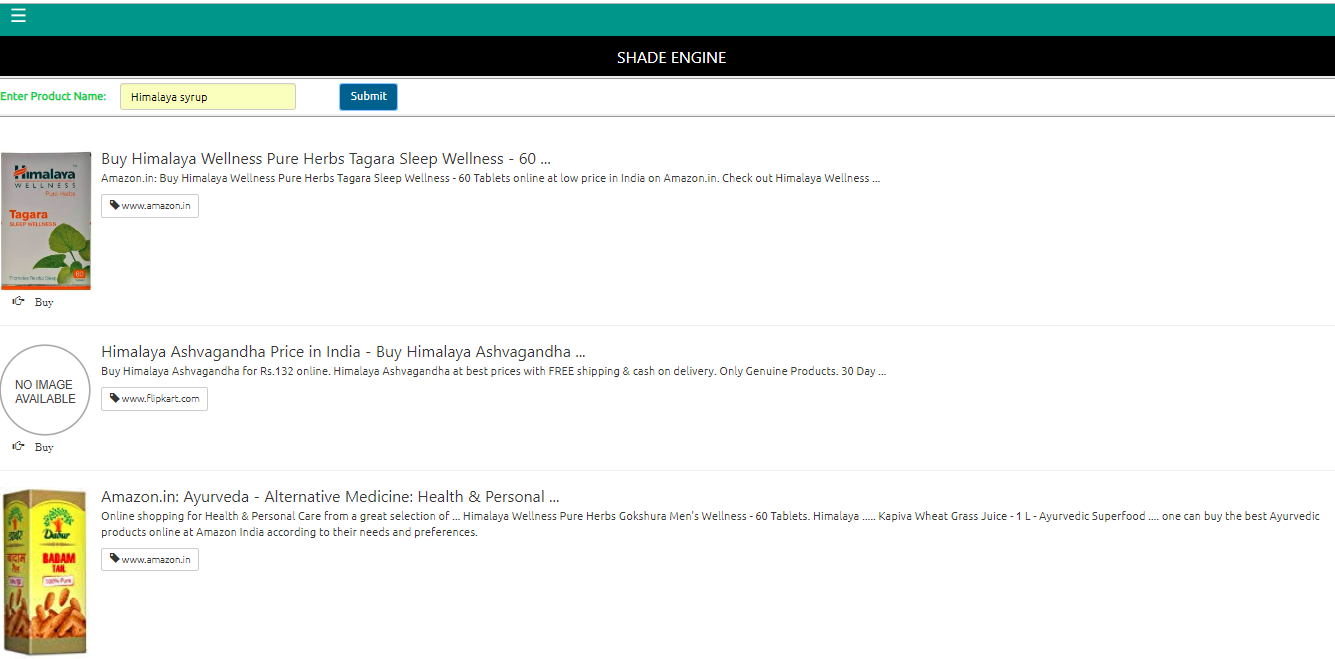 ☰
SHADE ENGINE
Enter Product Name: Himalaya syrup Submit
Buy Himalaya Wellness Pure Herbs Tagara Sleep Wellness - 60 ...
Amazon.in: Buy Himalaya Wellness Pure Herbs Tagara Sleep Wellness - 60 Tablets online at low price in India on Amazon.in. Check out Himalaya Wellness ...
www.amazon.in
Himalaya
WELLNESS
Pure Herbs
Tagara
SLEEP WELLNESS
Promotes Restful Sleep
60
Buy
Himalaya Ashvagandha Price in India - Buy Himalaya Ashvagandha ...
Buy Himalaya Ashvagandha for Rs.132 online. Himalaya Ashvagandha at best prices with FREE shipping & cash on delivery. Only Genuine Products. 30 Day ...
www.flipkart.com
NO IMAGE
AVAILABLE
Buy
Amazon.in: Ayurveda - Alternative Medicine: Health & Personal ...
Online shopping for Health & Personal Care from a great selection of ... Himalaya Wellness Pure Herbs Gokshura Men's Wellness - 60 Tablets. Himalaya ..... Kapiva Wheat Grass Juice - 1 L - Ayurvedic Superfood .... one can buy the best Ayurvedic
products online at Amazon India according to their needs and preferences.
www.amazon.in
Dabur
बादाम
BADAM
TAIL
100% Pure